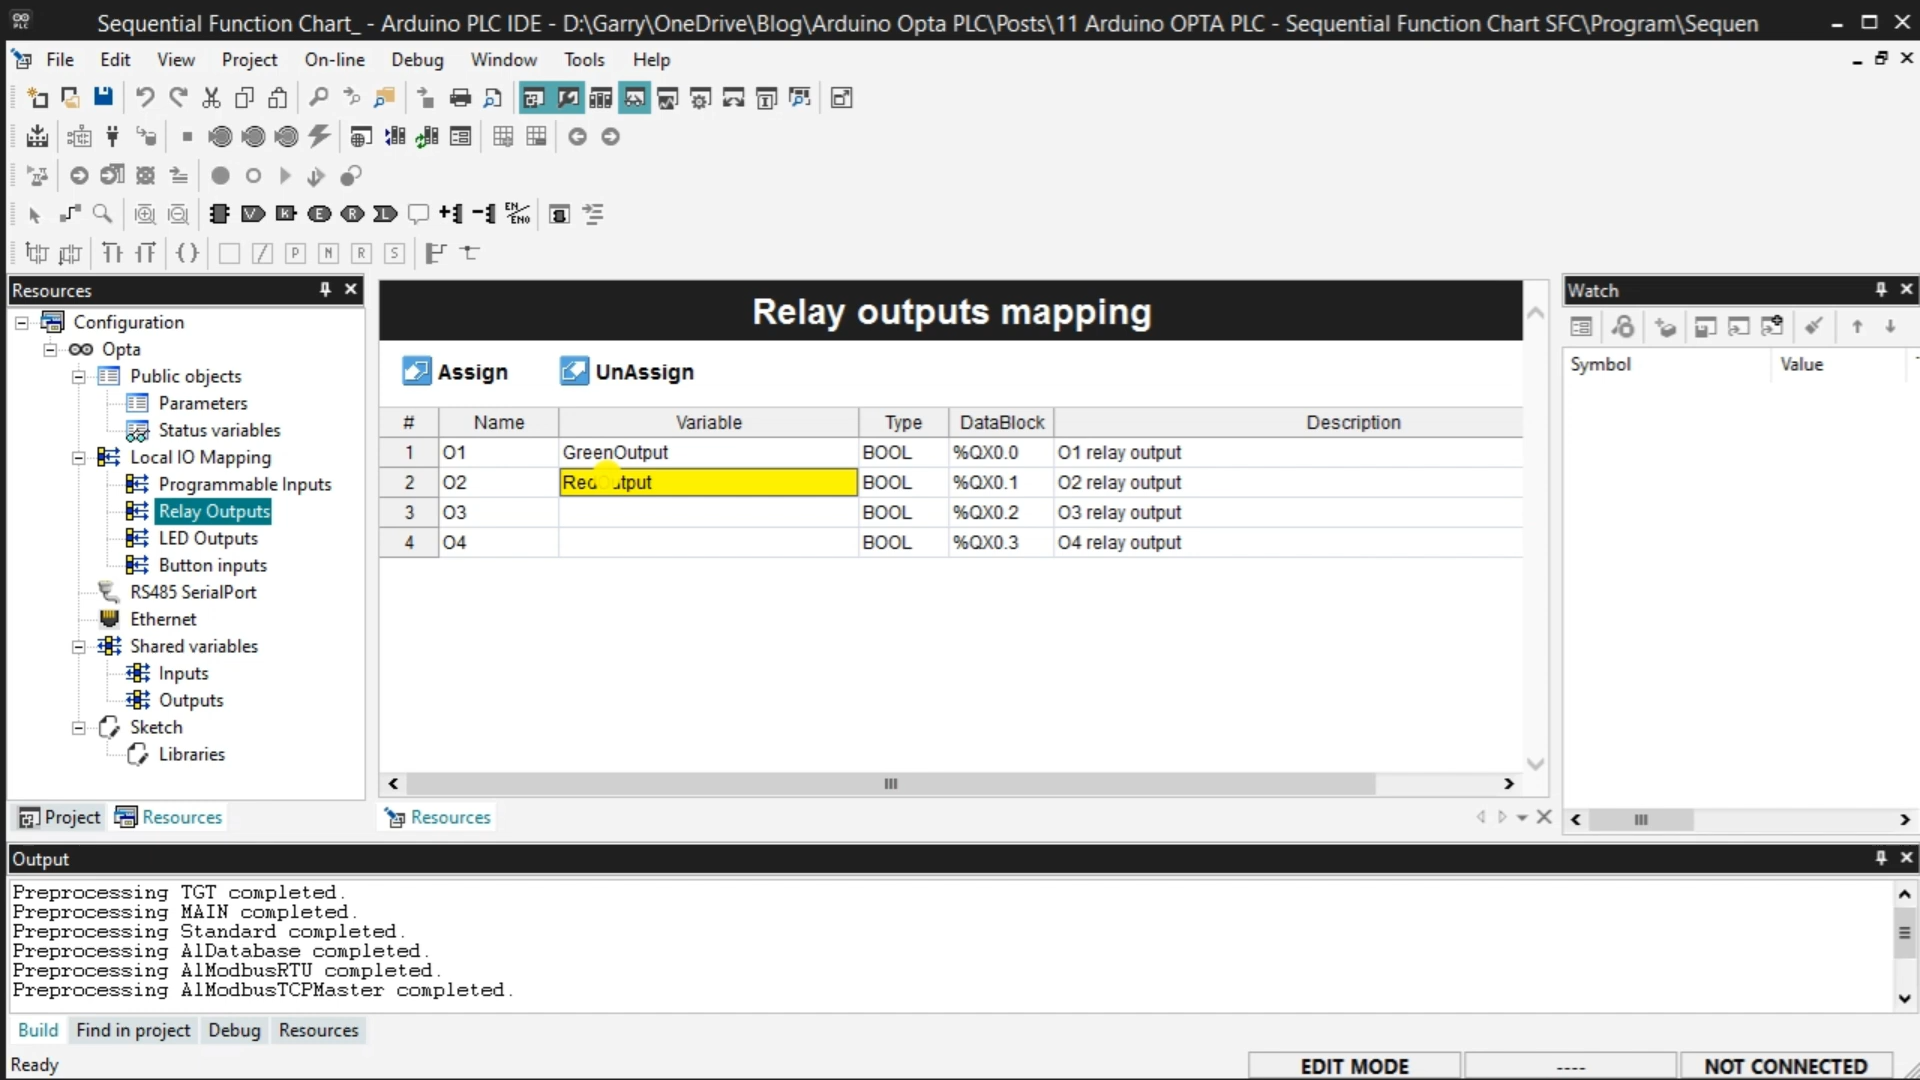 Sequential Function Chart_ - Arduino PLC IDE - D:\Garry\OneDrive\Blog\Arduino Opta PLC\Posts\11 Arduino OPTA PLC - Sequential Function Chart SFC\Program\Sequen
File Edit View Project On-line Debug Window Tools Help
Resources
Configuration
Opta
Public objects
Parameters
Status variables
Local IO Mapping
Programmable Inputs
Relay Outputs
LED Outputs
Button inputs
RS485 SerialPort
Ethernet
Shared variables
Inputs
Outputs
Sketch
Libraries
Project Resources
Relay outputs mapping
Assign UnAssign
# Name Variable Type DataBlock Description
1 O1 GreenOutput BOOL %QX0.0 O1 relay output
2 O2 RedOutput BOOL %QX0.1 O2 relay output
3 O3 BOOL %QX0.2 O3 relay output
4 O4 BOOL %QX0.3 O4 relay output
Resources
Watch
Symbol Value
Output
Preprocessing TGT completed.
Preprocessing MAIN completed.
Preprocessing Standard completed.
Preprocessing AlDatabase completed.
Preprocessing AlModbusRTU completed.
Preprocessing AlModbusTCPMaster completed.
Build Find in project Debug Resources
Ready EDIT MODE ---- NOT CONNECTED